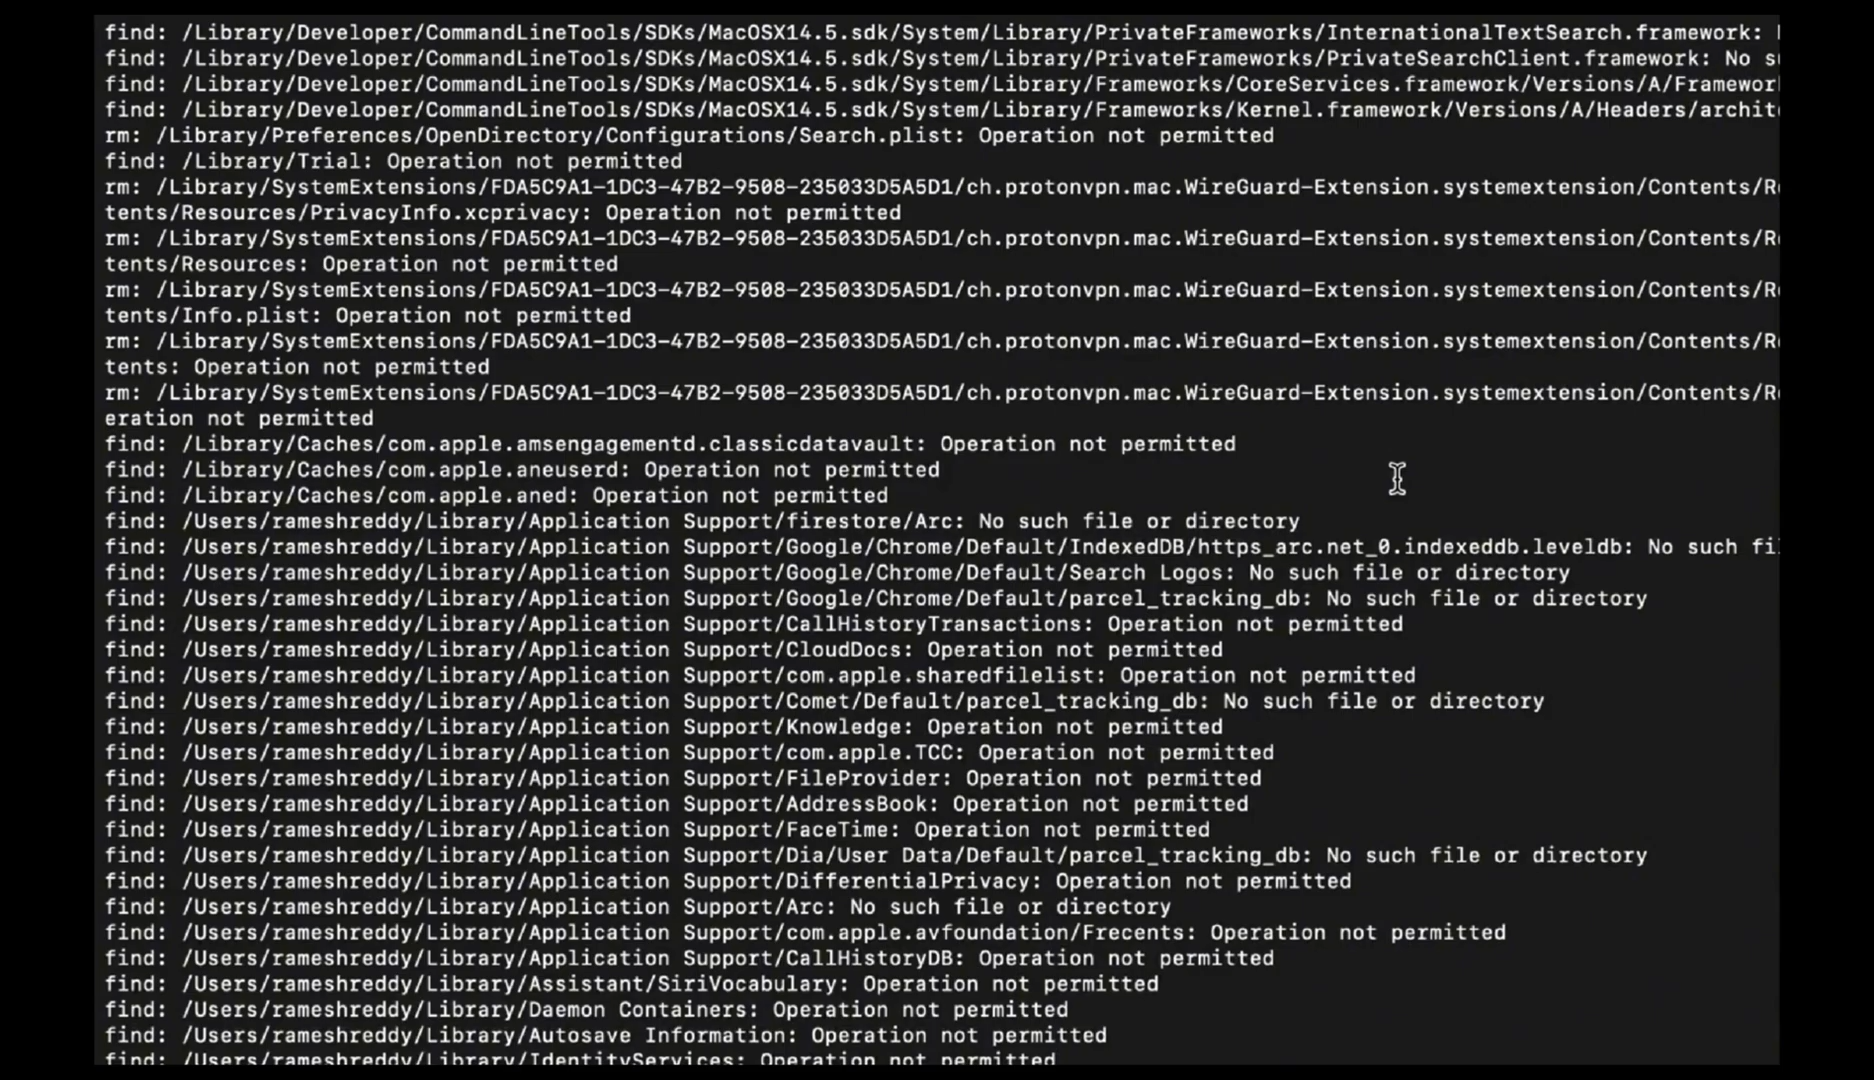 find: /Library/Developer/CommandLineTools/SDKs/MacOSX14.5.sdk/System/Library/PrivateFrameworks/InternationalTextSearch.framework:
find: /Library/Developer/CommandLineTools/SDKs/MacOSX14.5.sdk/System/Library/PrivateFrameworks/PrivateSearchClient.framework: No s
find: /Library/Developer/CommandLineTools/SDKs/MacOSX14.5.sdk/System/Library/Frameworks/CoreServices.framework/Versions/A/Framewor
find: /Library/Developer/CommandLineTools/SDKs/MacOSX14.5.sdk/System/Library/Frameworks/Kernel.framework/Versions/A/Headers/archit
rm: /Library/Preferences/OpenDirectory/Configurations/Search.plist: Operation not permitted
find: /Library/Trial: Operation not permitted
rm: /Library/SystemExtensions/FDA5C9A1-1DC3-47B2-9508-235033D5A5D1/ch.protonvpn.mac.WireGuard-Extension.systemextension/Contents/R
tents/Resources/PrivacyInfo.xcprivacy: Operation not permitted
rm: /Library/SystemExtensions/FDA5C9A1-1DC3-47B2-9508-235033D5A5D1/ch.protonvpn.mac.WireGuard-Extension.systemextension/Contents/R
tents/Resources: Operation not permitted
rm: /Library/SystemExtensions/FDA5C9A1-1DC3-47B2-9508-235033D5A5D1/ch.protonvpn.mac.WireGuard-Extension.systemextension/Contents/R
tents/Info.plist: Operation not permitted
rm: /Library/SystemExtensions/FDA5C9A1-1DC3-47B2-9508-235033D5A5D1/ch.protonvpn.mac.WireGuard-Extension.systemextension/Contents/R
tents: Operation not permitted
rm: /Library/SystemExtensions/FDA5C9A1-1DC3-47B2-9508-235033D5A5D1/ch.protonvpn.mac.WireGuard-Extension.systemextension/Contents/R
eration not permitted
find: /Library/Caches/com.apple.amsengagementd.classicdatavault: Operation not permitted
find: /Library/Caches/com.apple.aneuserd: Operation not permitted
find: /Library/Caches/com.apple.aned: Operation not permitted
find: /Users/rameshreddy/Library/Application Support/firestore/Arc: No such file or directory
find: /Users/rameshreddy/Library/Application Support/Google/Chrome/Default/IndexedDB/https_arc.net_0.indexeddb.leveldb: No such fi
find: /Users/rameshreddy/Library/Application Support/Google/Chrome/Default/Search Logos: No such file or directory
find: /Users/rameshreddy/Library/Application Support/Google/Chrome/Default/parcel_tracking_db: No such file or directory
find: /Users/rameshreddy/Library/Application Support/CallHistoryTransactions: Operation not permitted
find: /Users/rameshreddy/Library/Application Support/CloudDocs: Operation not permitted
find: /Users/rameshreddy/Library/Application Support/com.apple.sharedfilelist: Operation not permitted
find: /Users/rameshreddy/Library/Application Support/Comet/Default/parcel_tracking_db: No such file or directory
find: /Users/rameshreddy/Library/Application Support/Knowledge: Operation not permitted
find: /Users/rameshreddy/Library/Application Support/com.apple.TCC: Operation not permitted
find: /Users/rameshreddy/Library/Application Support/FileProvider: Operation not permitted
find: /Users/rameshreddy/Library/Application Support/AddressBook: Operation not permitted
find: /Users/rameshreddy/Library/Application Support/FaceTime: Operation not permitted
find: /Users/rameshreddy/Library/Application Support/Dia/User Data/Default/parcel_tracking_db: No such file or directory
find: /Users/rameshreddy/Library/Application Support/DifferentialPrivacy: Operation not permitted
find: /Users/rameshreddy/Library/Application Support/Arc: No such file or directory
find: /Users/rameshreddy/Library/Application Support/com.apple.avfoundation/Frecents: Operation not permitted
find: /Users/rameshreddy/Library/Application Support/CallHistoryDB: Operation not permitted
find: /Users/rameshreddy/Library/Assistant/SiriVocabulary: Operation not permitted
find: /Users/rameshreddy/Library/Daemon Containers: Operation not permitted
find: /Users/rameshreddy/Library/Autosave Information: Operation not permitted
find: /Users/rameshreddy/Library/IdentityServices: Operation not permitted